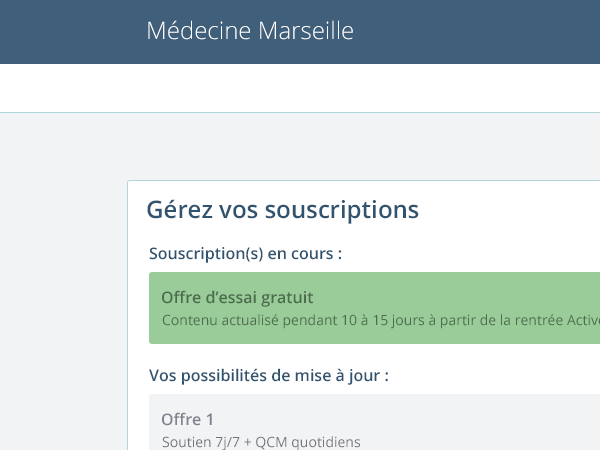 Médecine Marseille
Gérez vos souscriptions
Souscription(s) en cours :
Offre d’essai gratuit
Contenu actualisé pendant 10 à 15 jours à partir de la rentrée
Vos possibilités de mise à jour :
Offre 1
Soutien 7j/7 + QCM quotidiens